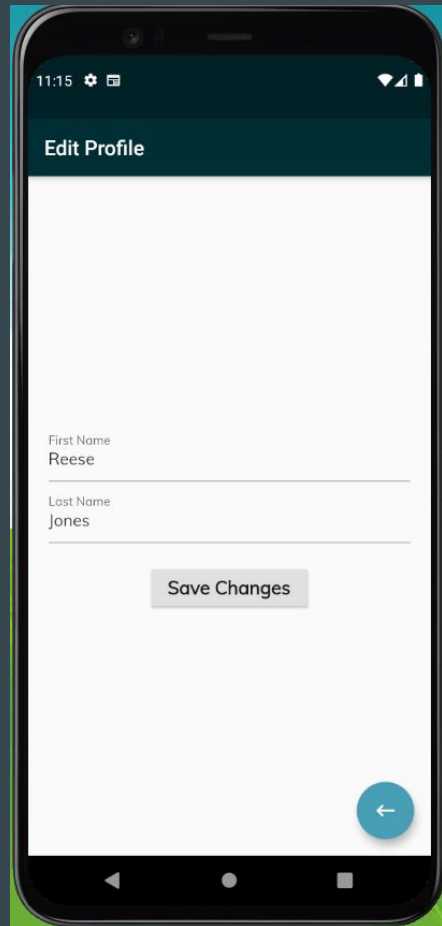 11:15
Edit Profile
First Name
Reese
Last Name
Jones
Save Changes